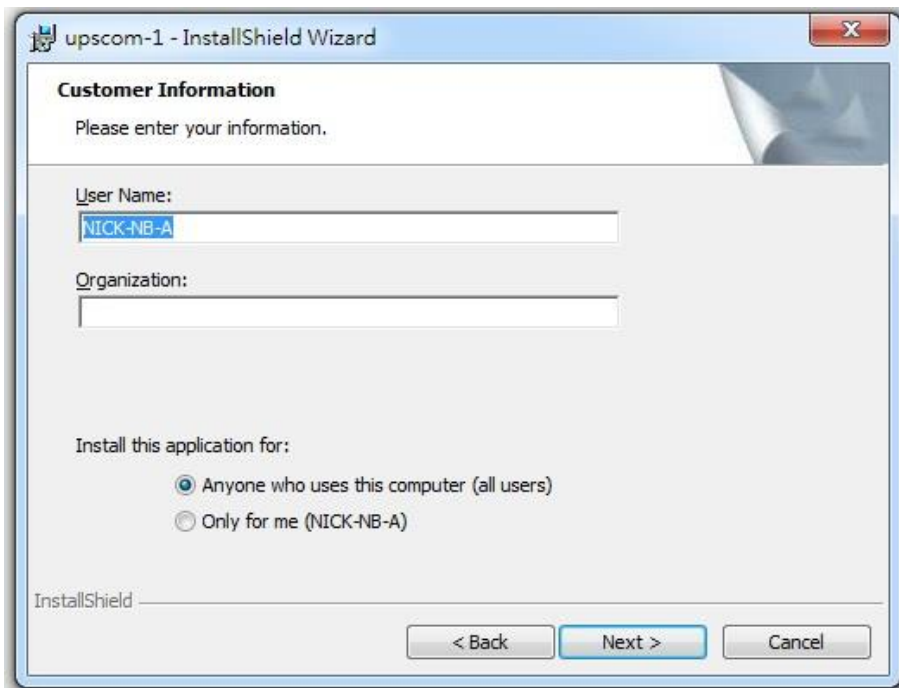 upscom-1 - InstallShield Wizard
Customer Information
Please enter your information.
User Name:
NICK-NB-A
Organization:
Install this application for:
Anyone who uses this computer (all users)
Only for me (NICK-NB-A)
InstallShield
< Back
Next >
Cancel